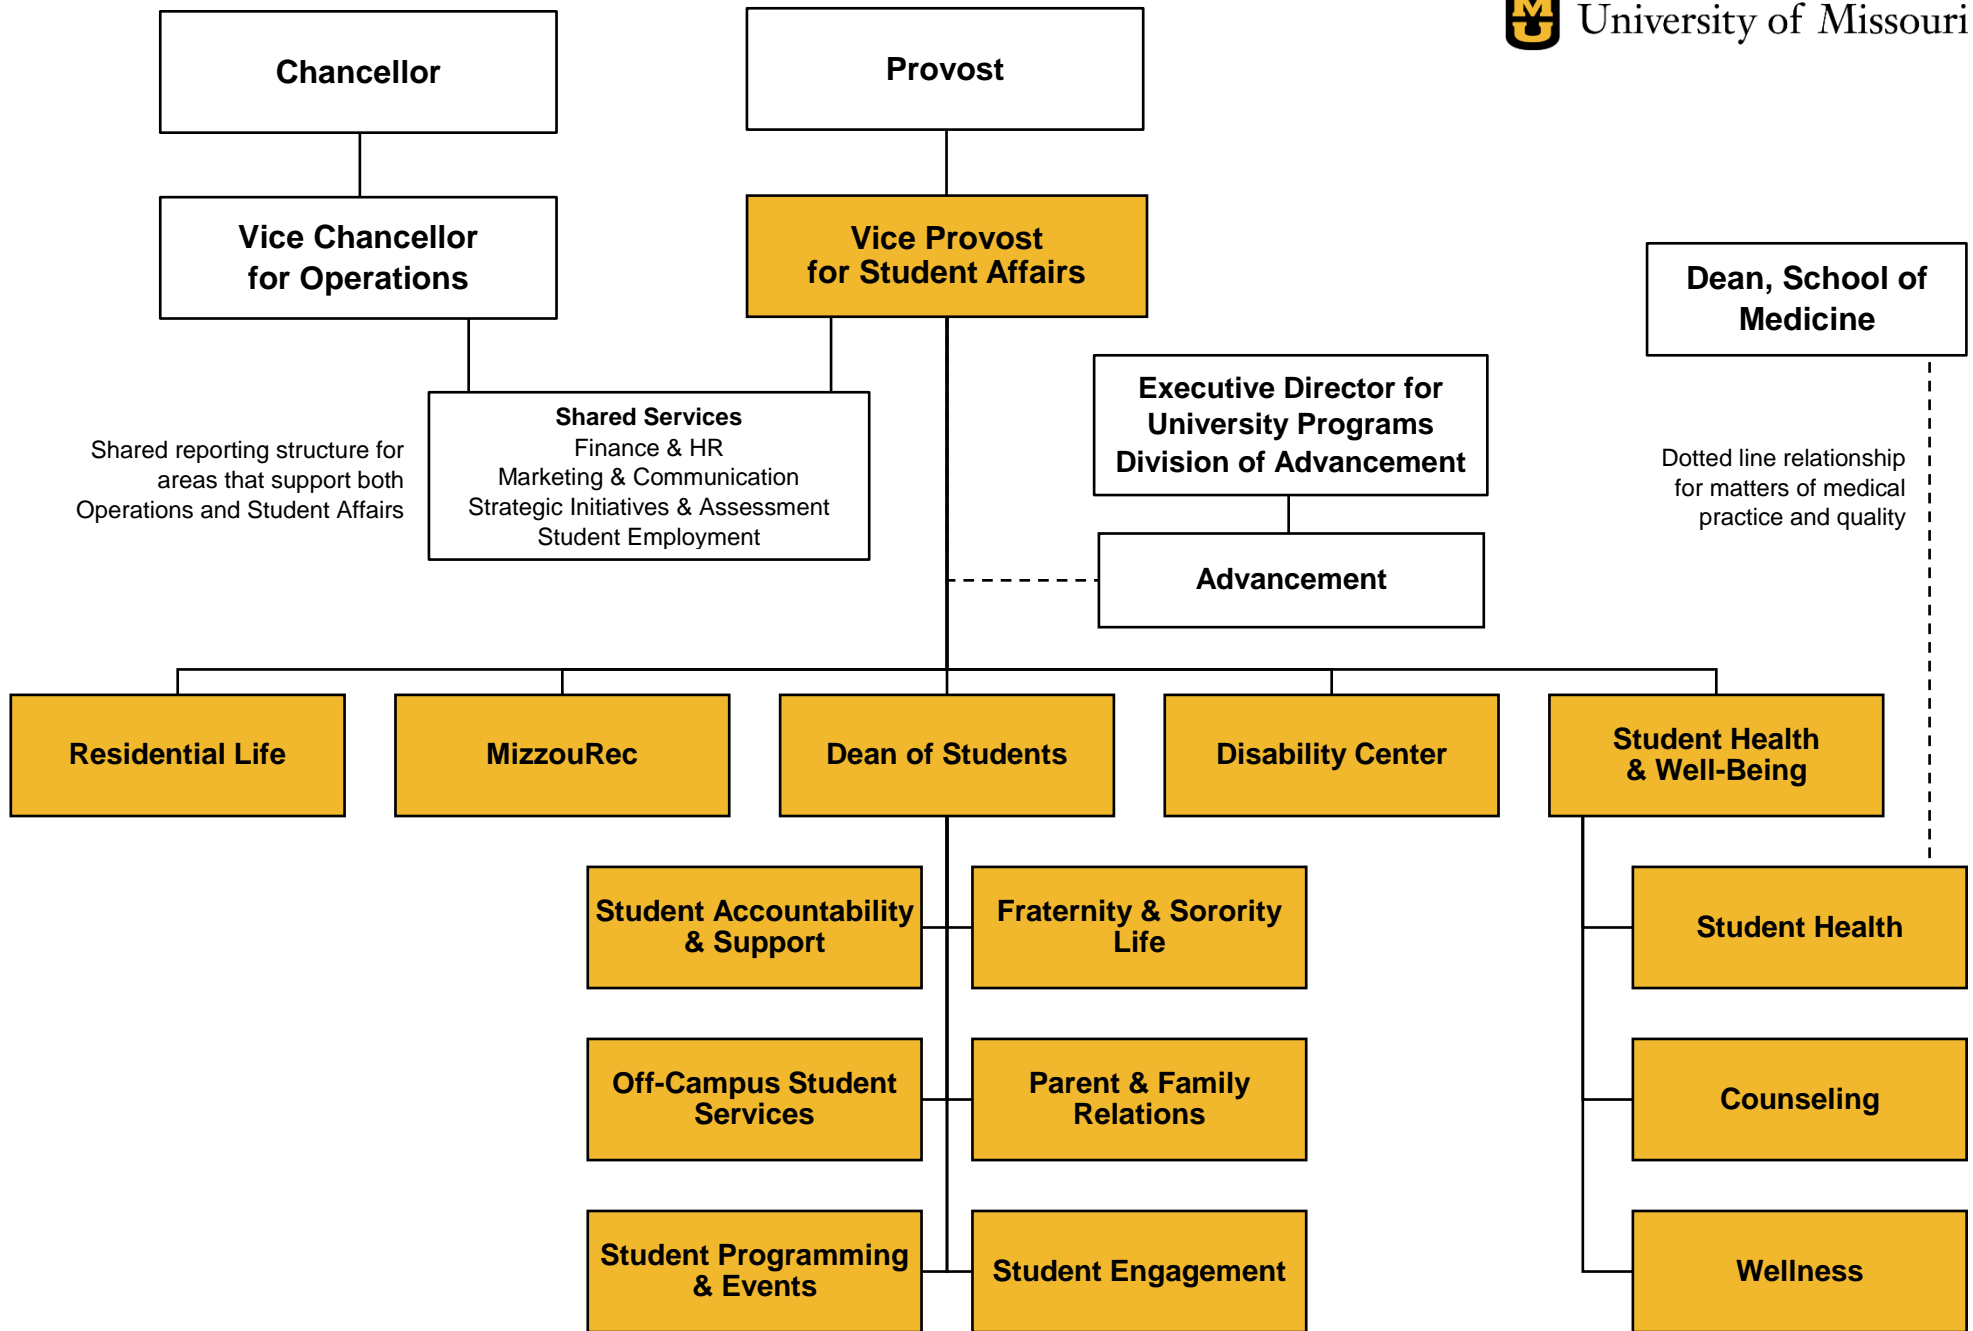 MU
University of Missouri
Chancellor
Provost
Vice Chancellor
for Operations
Vice Provost
for Student Affairs
Dean, School of
Medicine
Shared reporting structure for
areas that support both
Operations and Student Affairs
Shared Services
Finance & HR
Marketing & Communication
Strategic Initiatives & Assessment
Student Employment
Executive Director for
University Programs
Division of Advancement
Advancement
Dotted line relationship
for matters of medical
practice and quality
Residential Life
MizzouRec
Dean of Students
Disability Center
Student Health
& Well-Being
Student Accountability
& Support
Fraternity & Sorority
Life
Student Health
Off-Campus Student
Services
Parent & Family
Relations
Counseling
Student Programming
& Events
Student Engagement
Wellness